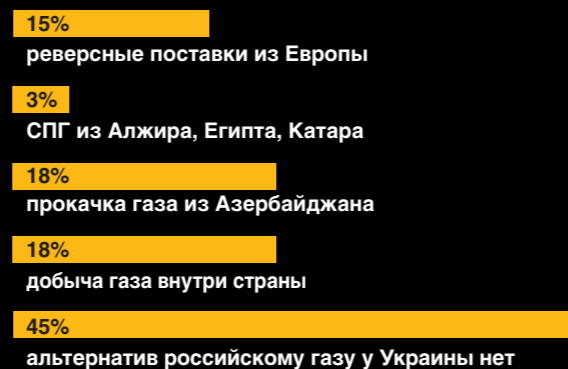 15%
реверсные поставки из Европы
3%
СПГ из Алжира, Египта, Катара
18%
прокачка газа из Азербайджана
18%
добыча газа внутри страны
45%
альтернатив российскому газу у Украины нет